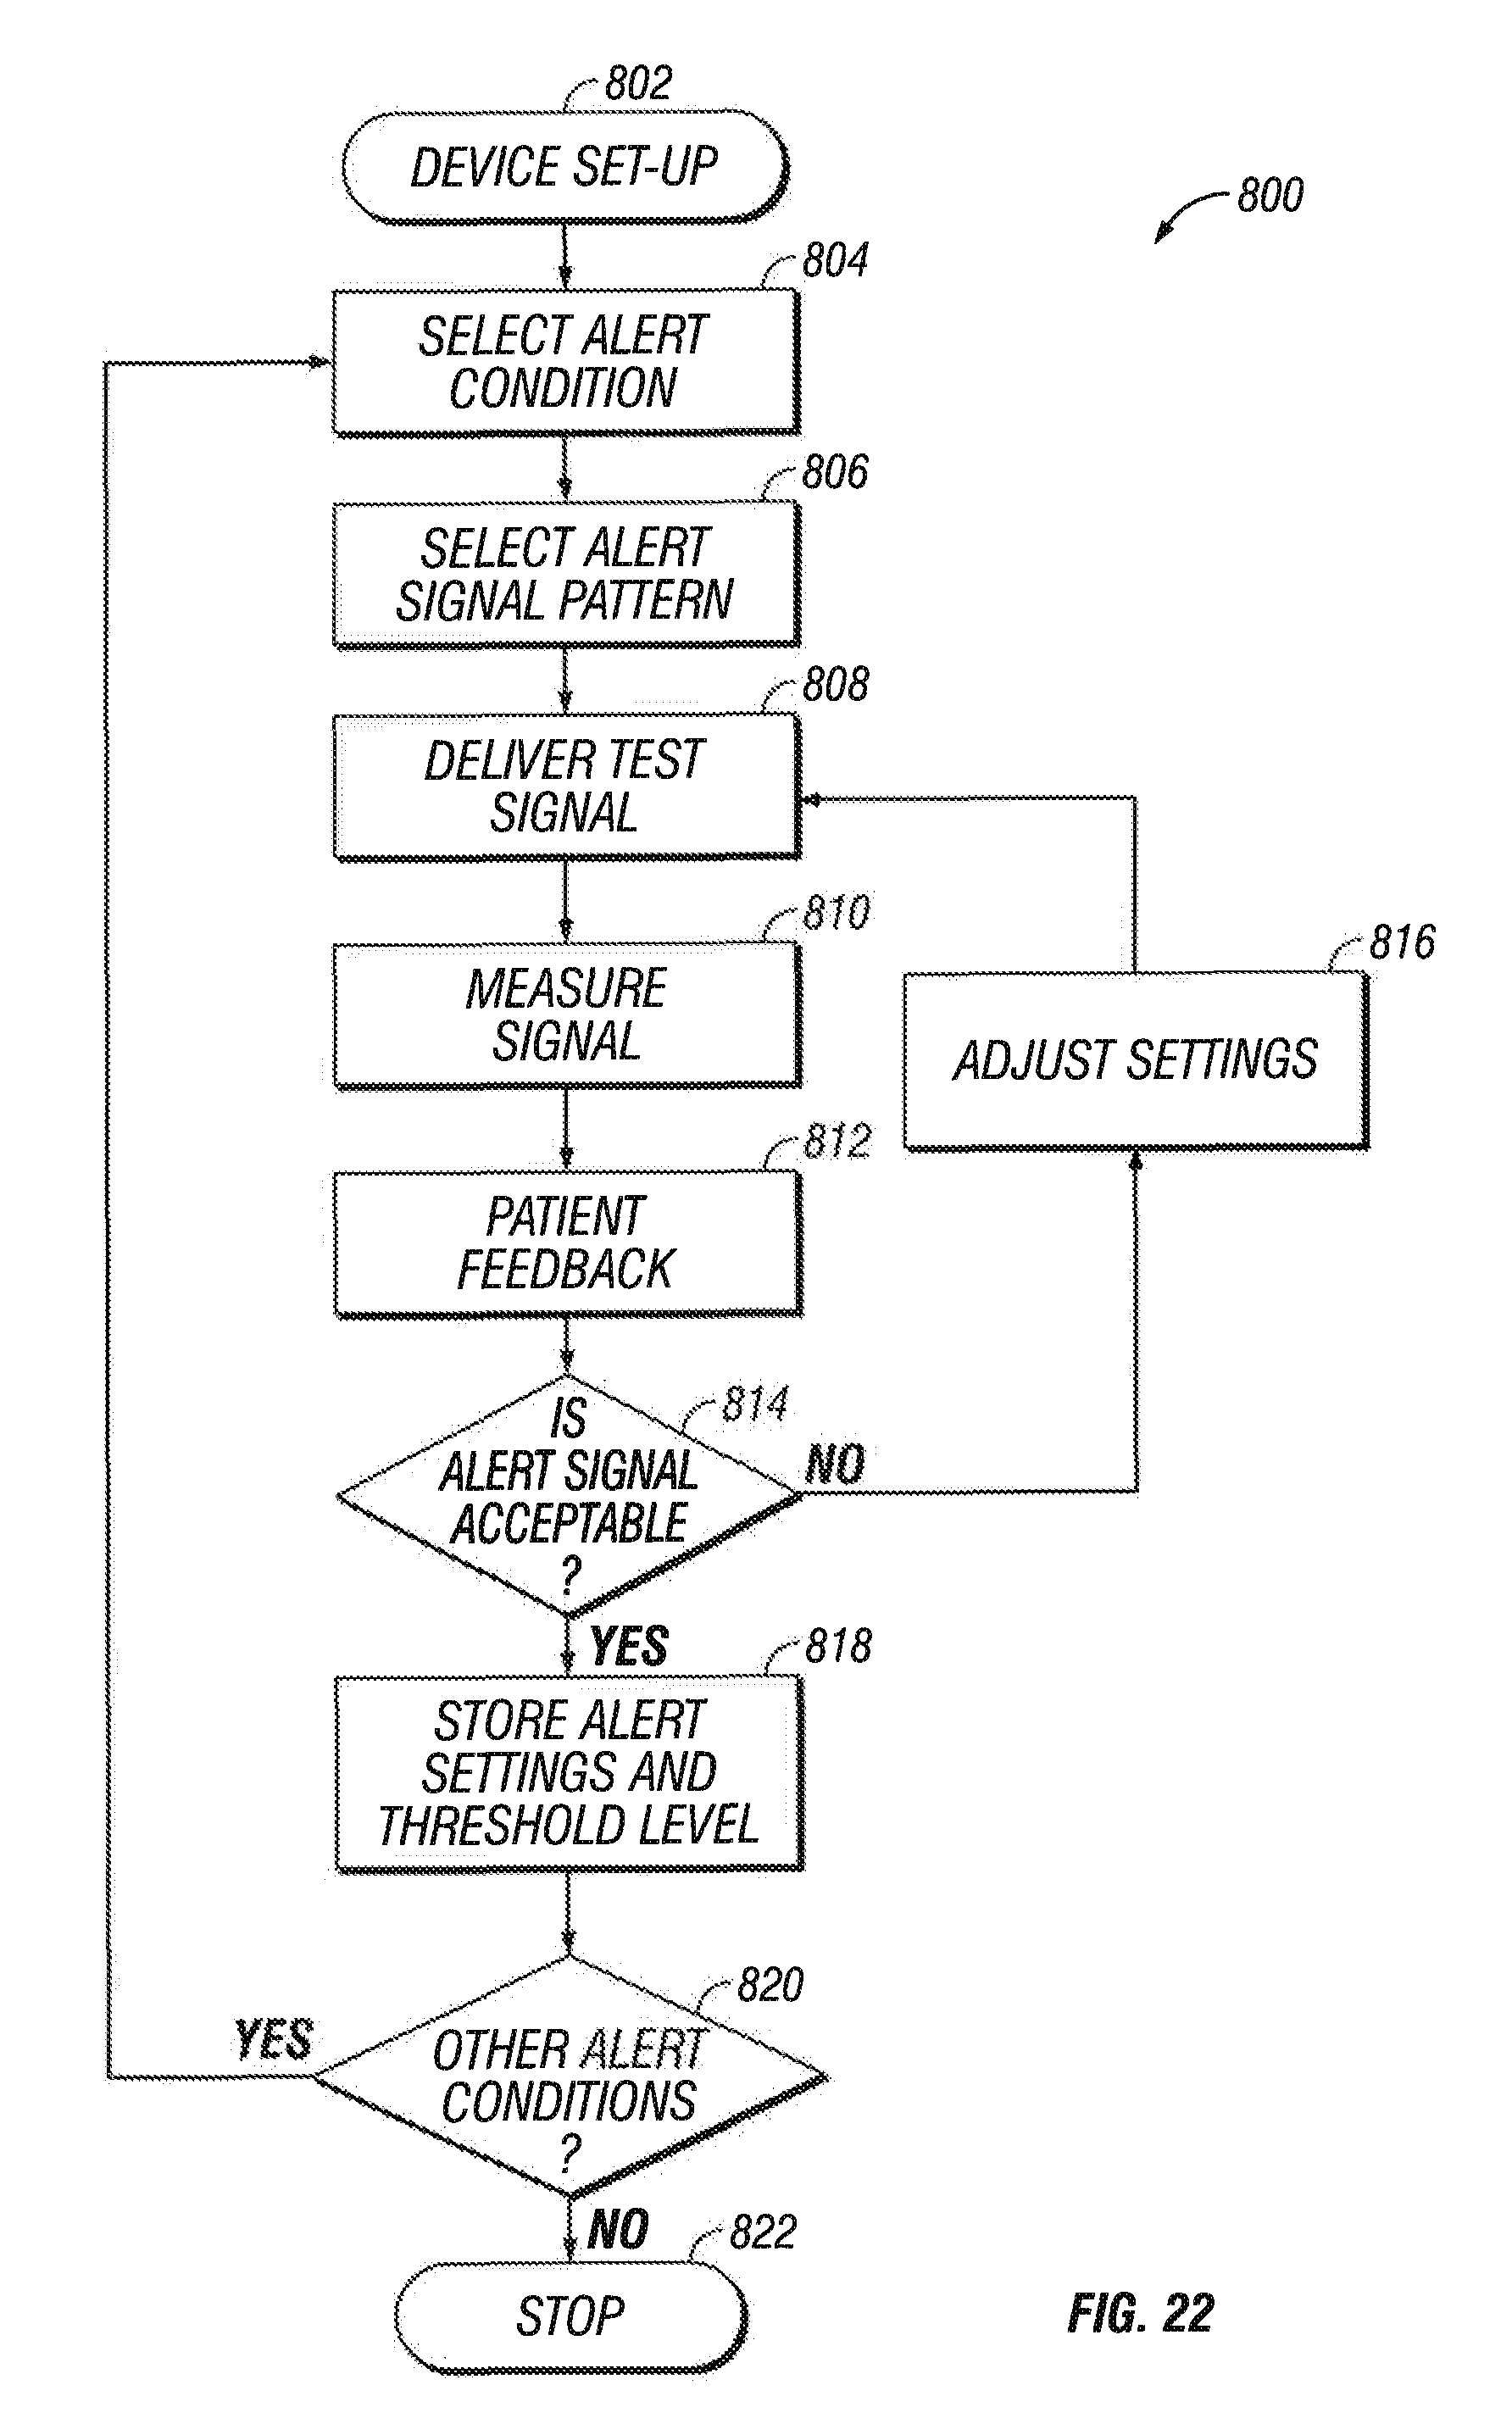 802
DEVICE SET-UP
800
804
SELECT ALERT
CONDITION
806
SELECT ALERT
SIGNAL PATTERN
808
DELIVER TEST
SIGNAL
810
MEASURE
SIGNAL
816
ADJUST SETTINGS
812
PATIENT
FEEDBACK
814
IS
ALERT SIGNAL
ACCEPTABLE
?
NO
YES
818
STORE ALERT
SETTINGS AND
THRESHOLD LEVEL
820
YES
OTHER ALERT
CONDITIONS
?
NO
822
STOP
FIG. 22